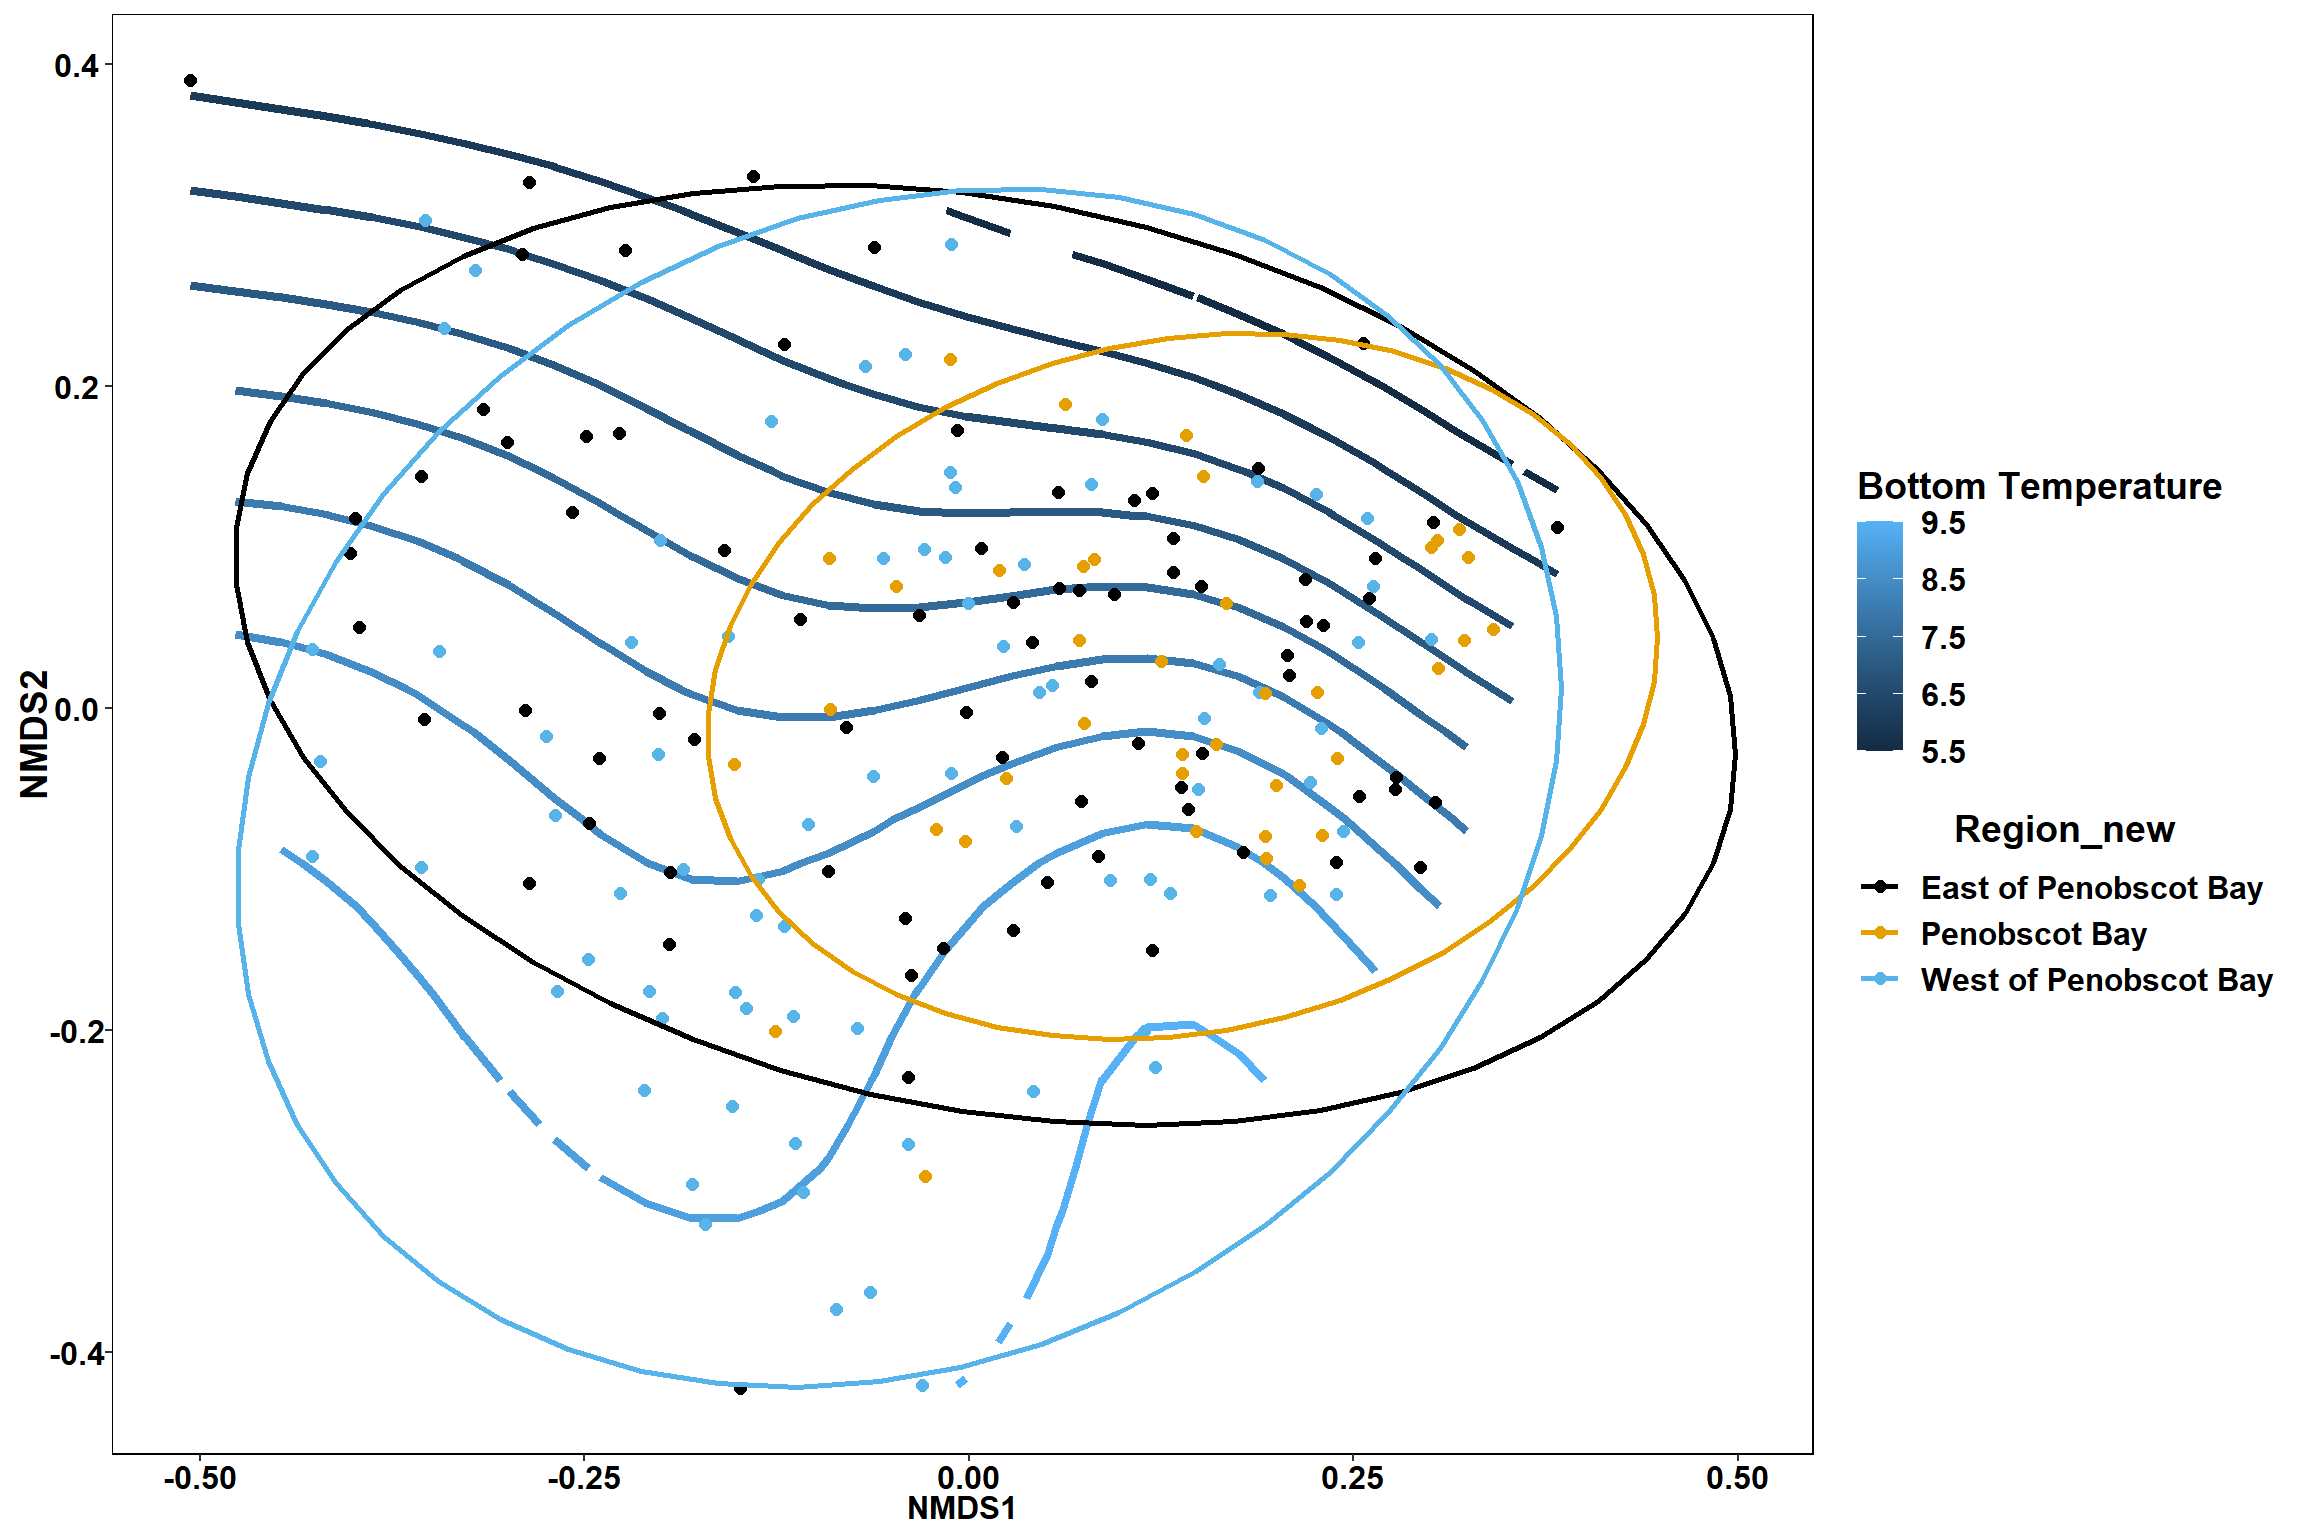 0.4
0.2
0.0
-0.2
-0.4
NMDS2
-0.50
-0.25
0.00
0.25
0.50
NMDS1
Bottom Temperature
9.5
8.5
7.5
6.5
5.5
Region_new
East of Penobscot Bay
Penobscot Bay
West of Penobscot Bay